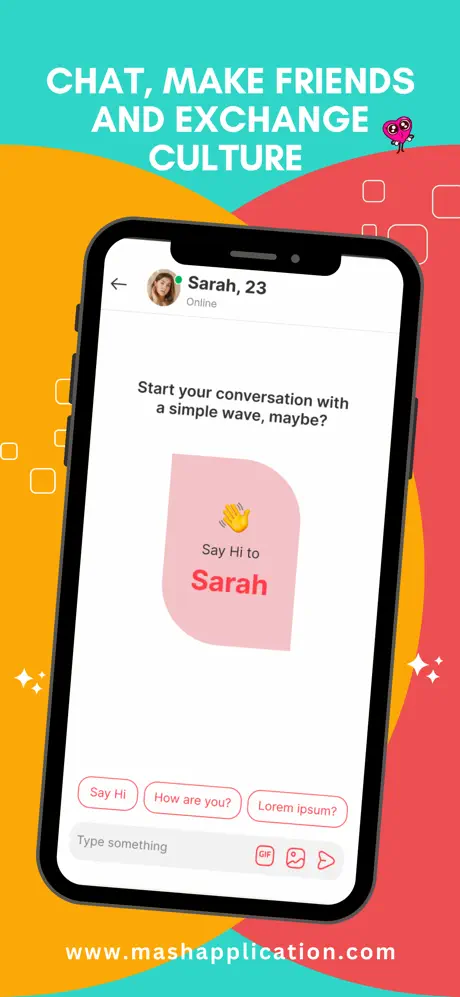 CHAT, MAKE FRIENDS
AND EXCHANGE
CULTURE
Sarah, 23
Online
Start your conversation with
a simple wave, maybe?
Say Hi to
Sarah
Say Hi
How are you?
Lorem ipsum?
Type something
GIF
www.mashapplication.com